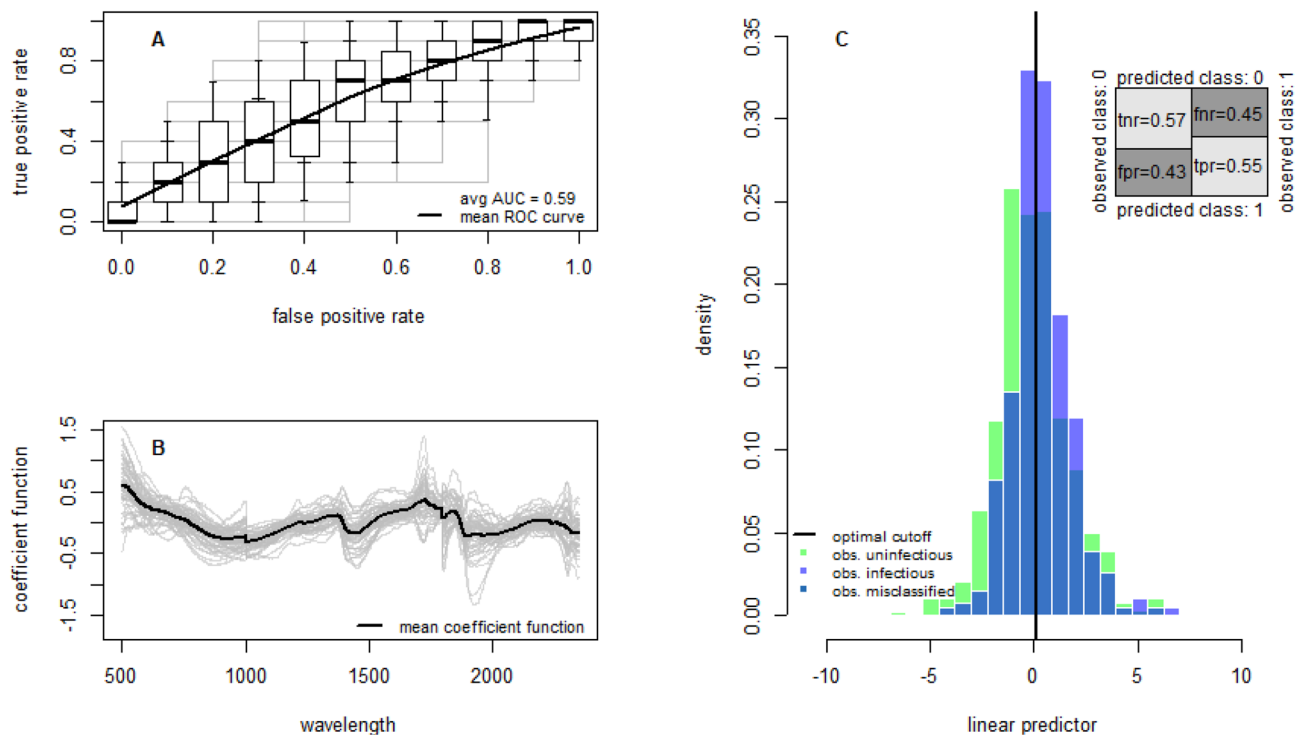 A
true positive rate
0.8
0.4
0.0
avg AUC = 0.59
mean ROC curve
0.0 0.2 0.4 0.6 0.8 1.0
false positive rate
B
coefficient function
1.5
0.5
-0.5
-1.5
mean coefficient function
500 1000 1500 2000
wavelength
C
density
0.35
0.30
0.25
0.20
0.15
0.10
0.05
0.00
predicted class: 0
observed class: 0
tnr=0.57 fnr=0.45
fpr=0.43 tpr=0.55
observed class: 1
predicted class: 1
optimal cutoff
obs. uninfectious
obs. infectious
obs. misclassified
-10 -5 0 5 10
linear predictor